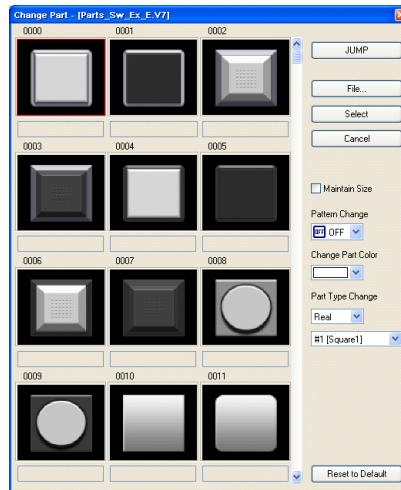 Change Part - [Parts_Sw_Ex_E.V7]
0000 0001 0002
JUMP
File...
Select
Cancel
0003 0004 0005
Maintain Size
Pattern Change
OFF OFF
Change Part Color
0006 0007 0008
Part Type Change
Real
#1 [Square1]
0009 0010 0011
Reset to Default